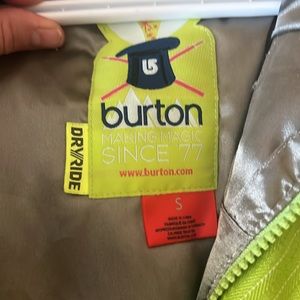 burton
MAKING MAGIC
SINCE '77
www.burton.com
DRYRIDE
S